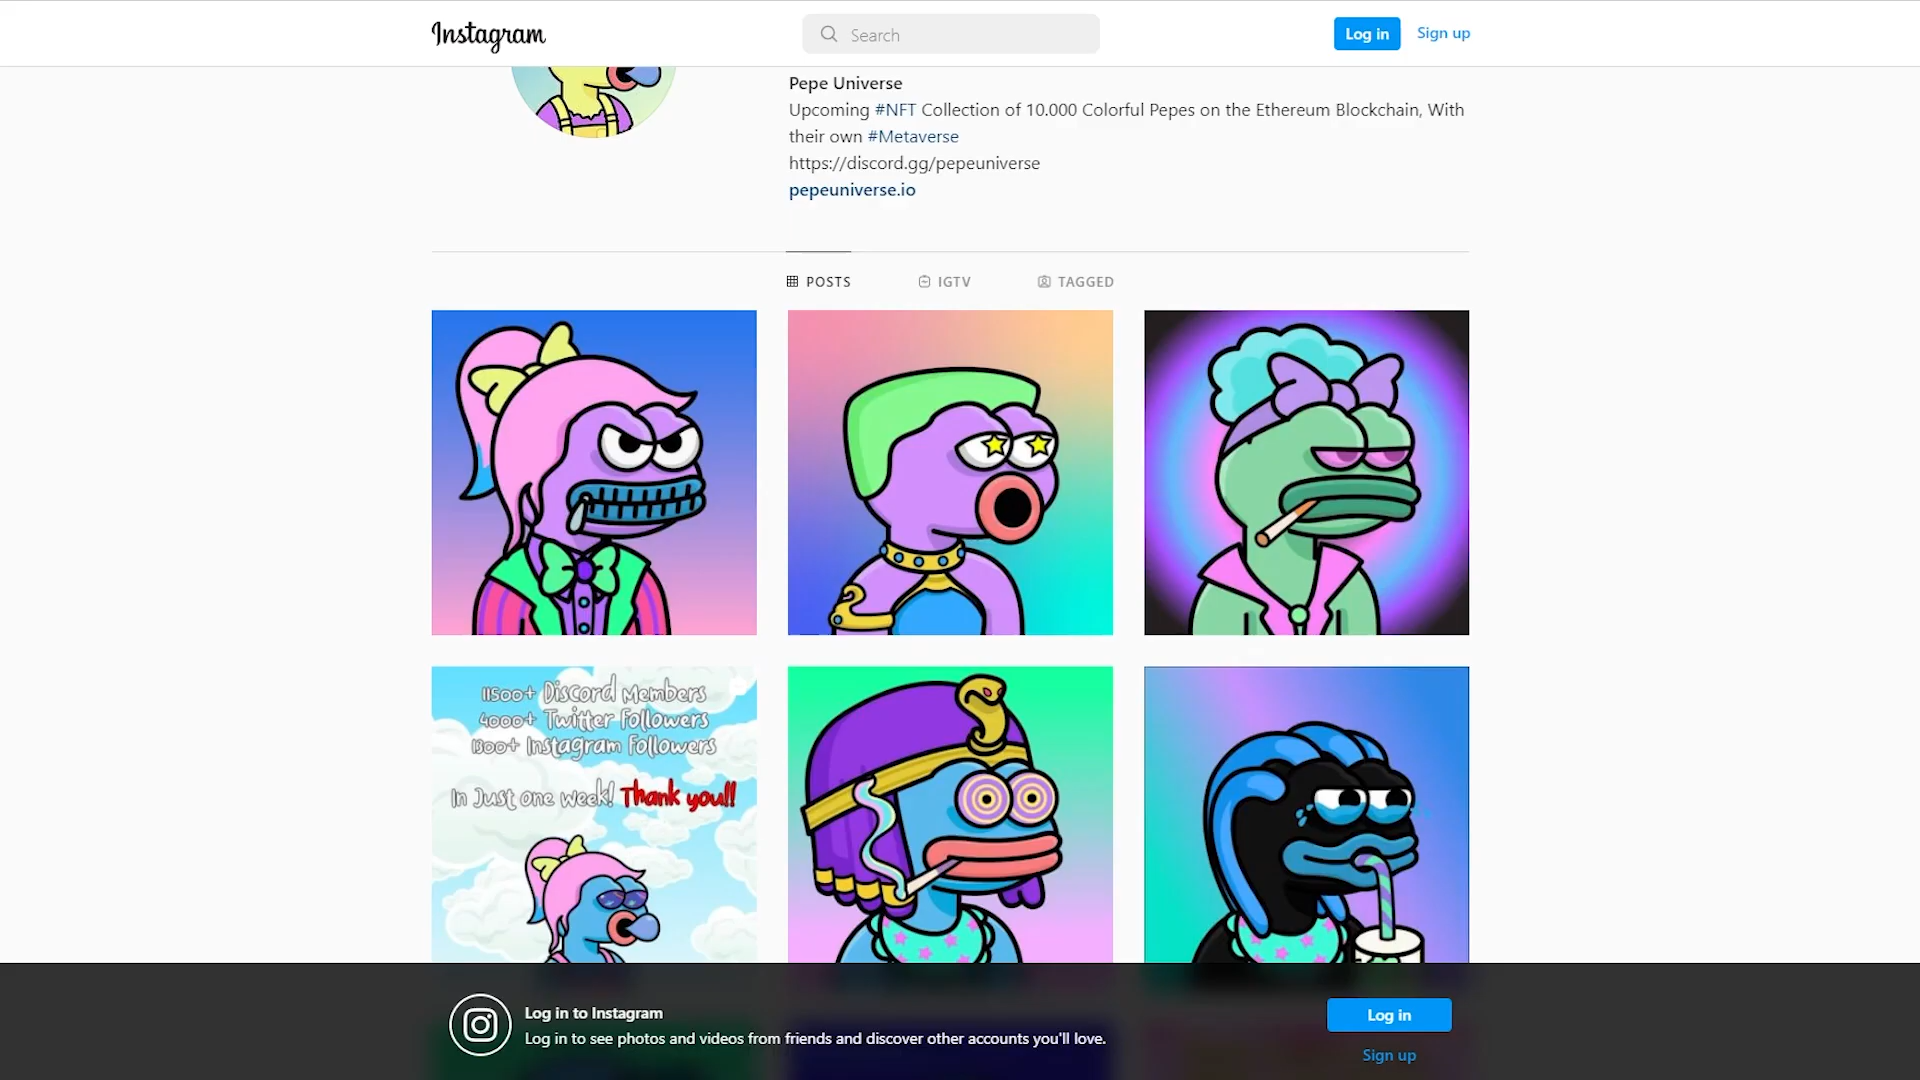 Instagram
Search
Log in
Sign up
Pepe Universe
Upcoming #NFT Collection of 10.000 Colorful Pepes on the Ethereum Blockchain, With
their own #Metaverse
https://discord.gg/pepeuniverse
pepeuniverse.io
POSTS
IGTV
TAGGED
11500+ Discord Members
4000+ Twitter Followers
1300+ Instagram Followers
In Just one week! Thank you!!
Log in to Instagram
Log in to see photos and videos from friends and discover other accounts you'll love.
Log in
Sign up